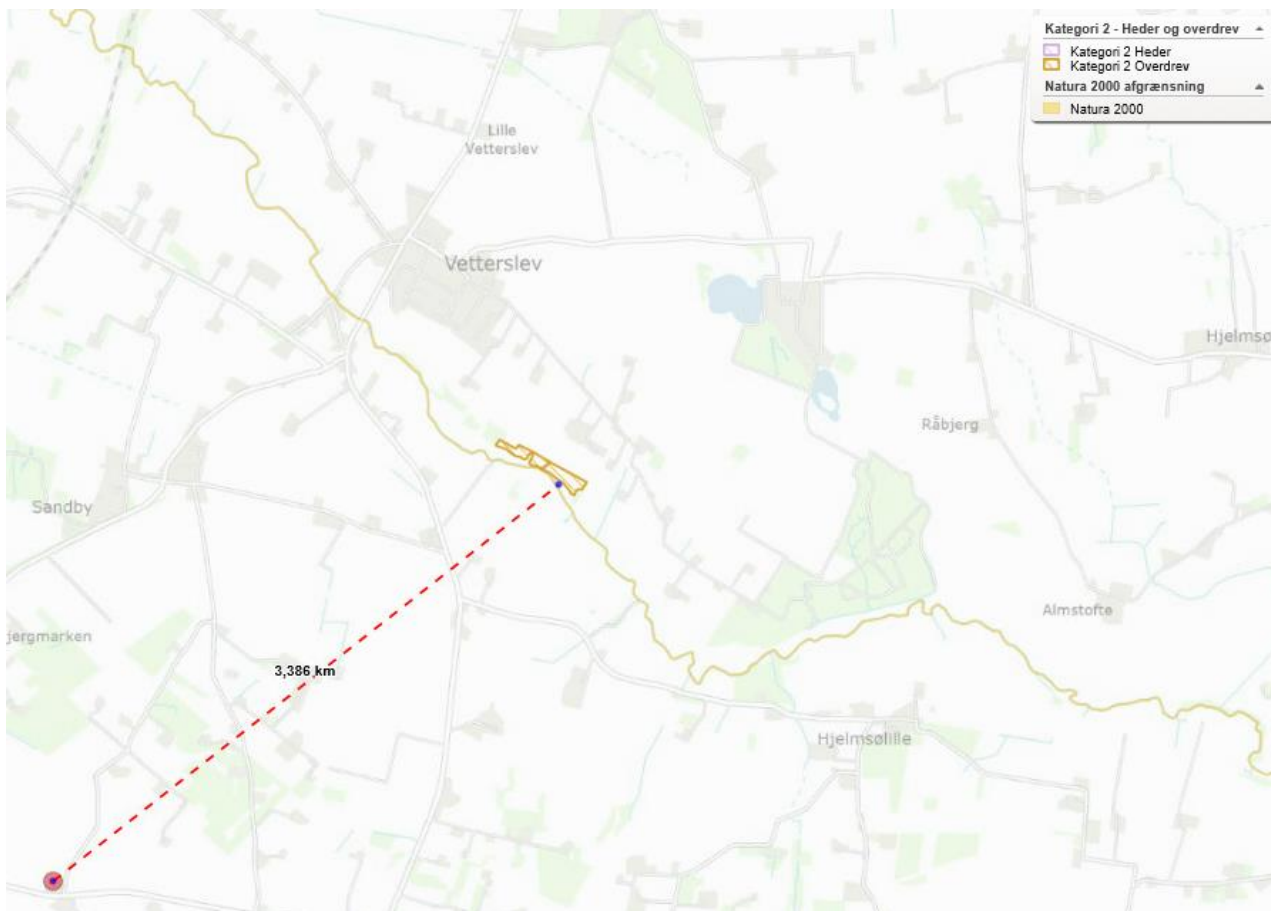 Kategori 2 - Heder og overdrev
Kategori 2 Heder
Kategori 2 Overdrev
Natura 2000 afgrænsning
Natura 2000
Lille
Vetterslev
Vetterslev
Hjelmsø
Råbjerg
Sandby
Almstofte
jergmarken
3,386 km
Hjelmsølille